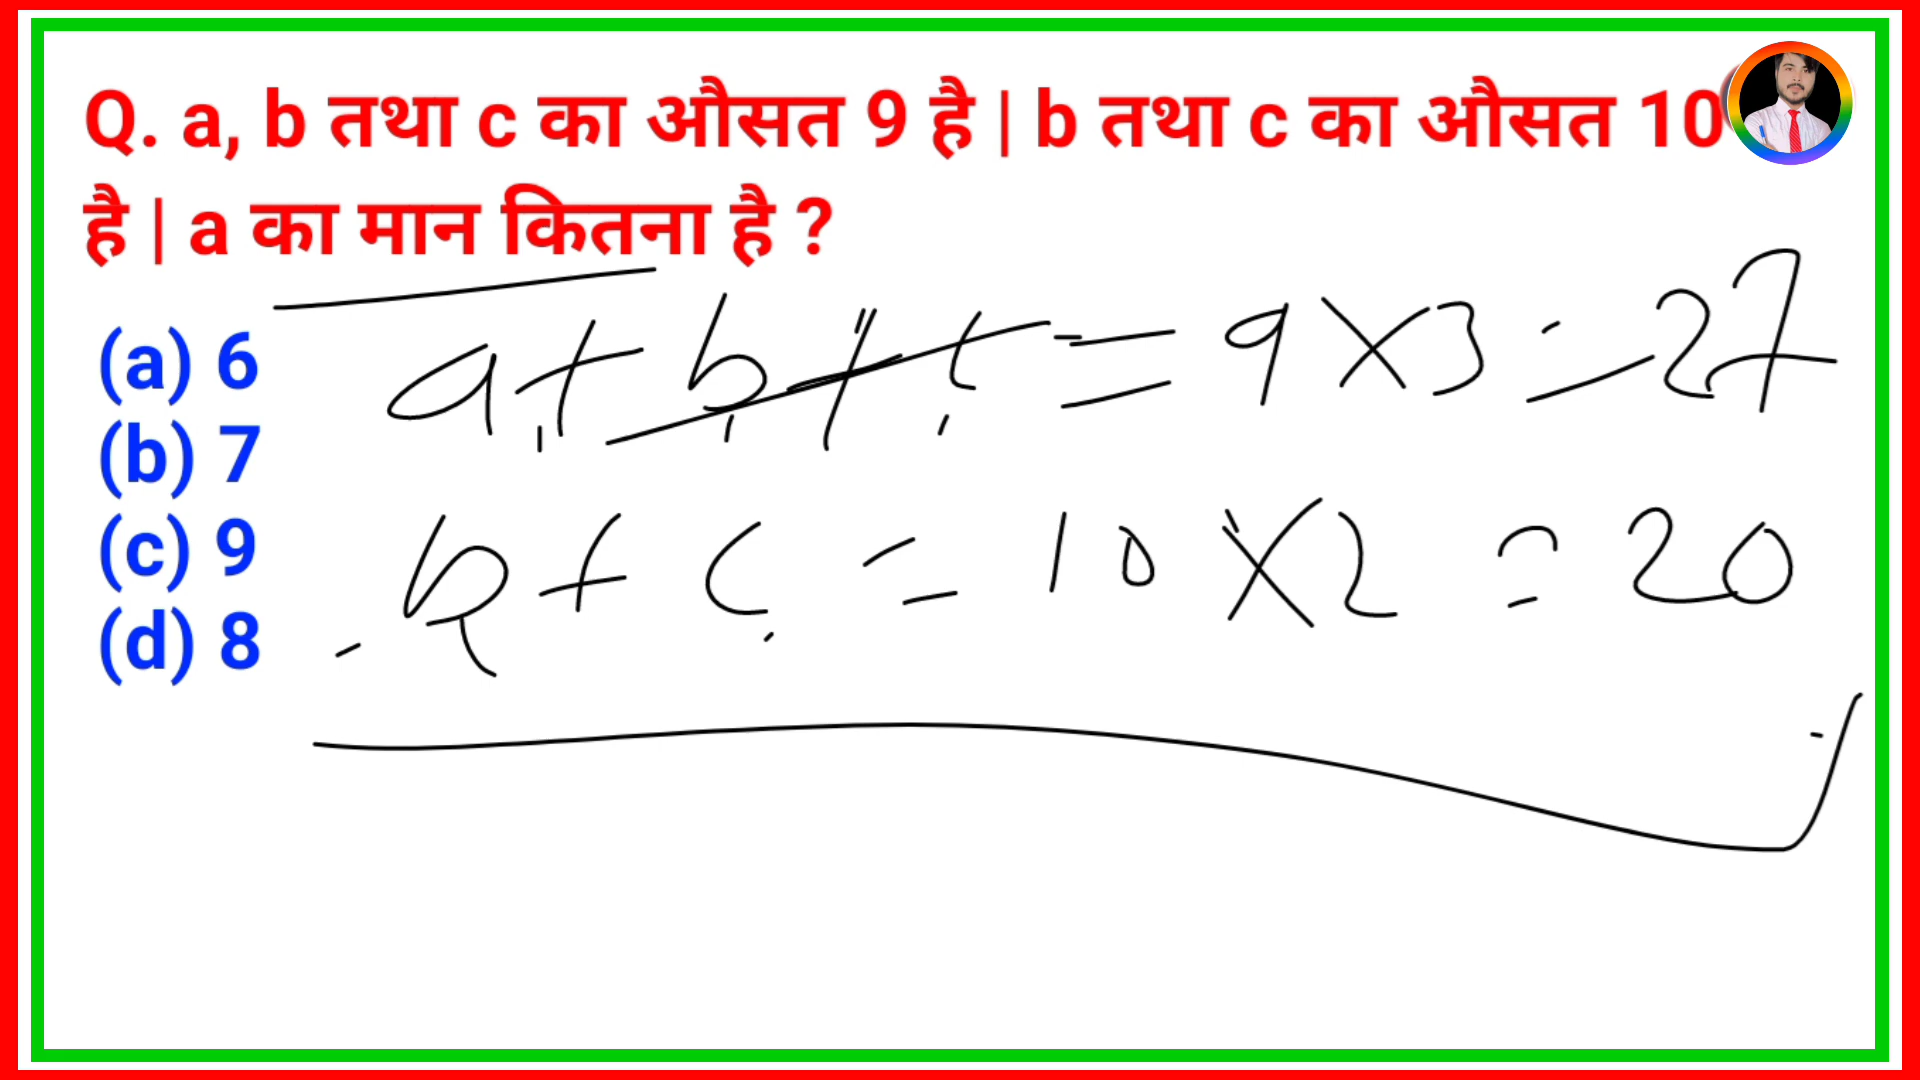 Q. a, b तथा c का औसत 9 है | b तथा c का औसत 10
है | a का मान कितना है ?
(a) 6
(b) 7
(c) 9
(d) 8
a + b + c = 9 × 3 = 27
b + c = 10 × 2 = 20